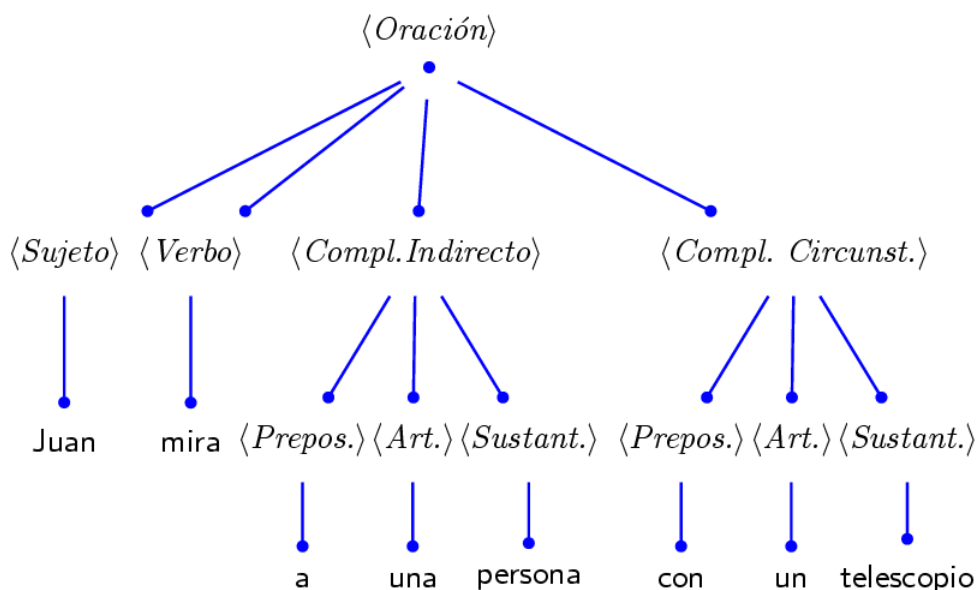 ⟨Oración⟩
⟨Sujeto⟩ ⟨Verbo⟩ ⟨Compl.Indirecto⟩ ⟨Compl. Circunst.⟩
Juan mira ⟨Prepos.⟩ ⟨Art.⟩ ⟨Sustant.⟩ ⟨Prepos.⟩ ⟨Art.⟩ ⟨Sustant.⟩
a una persona con un telescopio